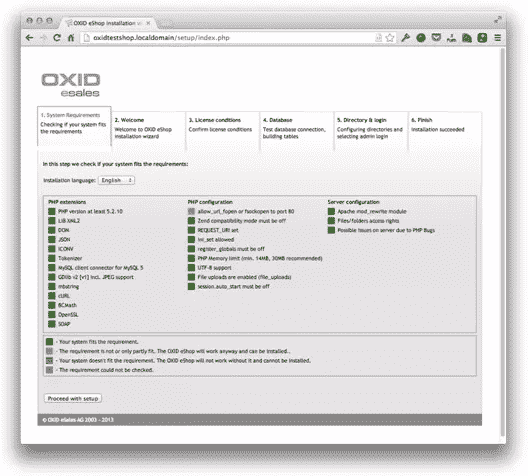 OXID eShop installation w
oxidtestshop.localdomain/setup/index.php
OXID
esales
1. System Requirements
Checking if your system fits
the requirements
2. Welcome
Welcome to OXID eShop
installation wizard
3. License conditions
Confirm license conditions
4. Database
Test database connection,
building tables
5. Directory & login
Configuring directories and
selecting admin login
6. Finish
Installation succeeded
In this step we check if your system fits the requirements:
Installation language: English
PHP extensions
PHP version at least 5.2.10
LIB XML2
DOM
JSON
ICONV
Tokenizer
MySQL client connector for MySQL 5
GDlib v2 [v1] incl. JPEG support
mbstring
cURL
BCMath
OpenSSL
SOAP
PHP configuration
allow_url_fopen or fsockopen to port 80
Zend compatibility mode must be off
REQUEST_URI set
ini_set allowed
register_globals must be off
PHP Memory limit (min. 14MB, 30MB recommended)
UTF-8 support
File uploads are enabled (file_uploads)
session.auto_start must be off
Server configuration
Apache mod_rewrite module
Files/folders access rights
Possible issues on server due to PHP Bugs
- Your system fits the requirement.
- The requirement is not or only partly fit. The OXID eShop will work anyway and can be installed..
- Your system doesn't fit the requirement. The OXID eShop will not work without it and cannot be installed.
- The requirement could not be checked.
Proceed with setup
© OXID eSales AG 2003 - 2013